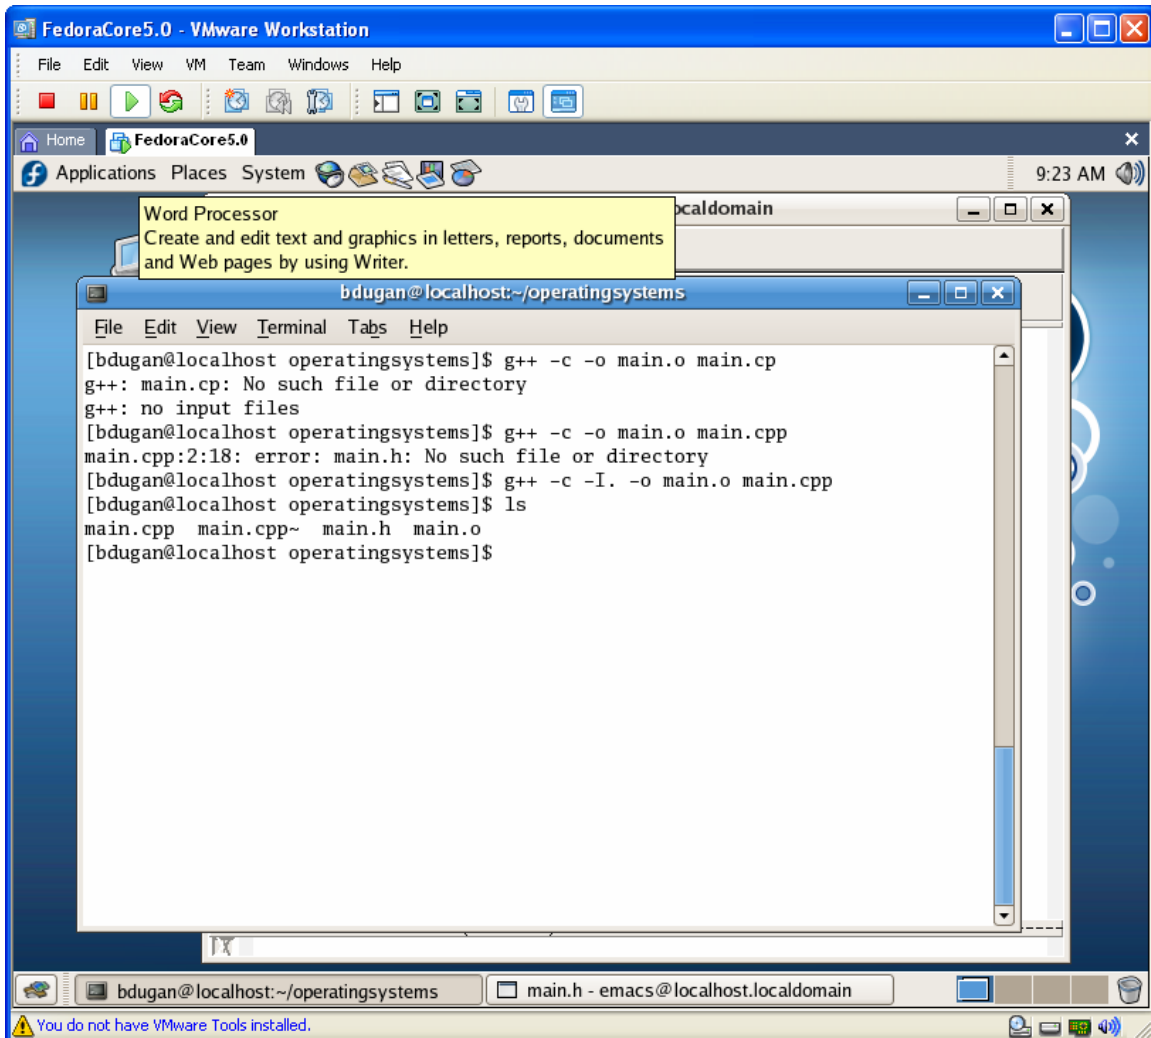 FedoraCore5.0 - VMware Workstation
File Edit View VM Team Windows Help
Home FedoraCore5.0
Applications Places System 9:23 AM
Word Processor
Create and edit text and graphics in letters, reports, documents
and Web pages by using Writer.
ocaldomain
bdugan@localhost:~/operatingsystems
File Edit View Terminal Tabs Help
[bdugan@localhost operatingsystems]$ g++ -c -o main.o main.cp
g++: main.cp: No such file or directory
g++: no input files
[bdugan@localhost operatingsystems]$ g++ -c -o main.o main.cpp
main.cpp:2:18: error: main.h: No such file or directory
[bdugan@localhost operatingsystems]$ g++ -c -I. -o main.o main.cpp
[bdugan@localhost operatingsystems]$ ls
main.cpp  main.cpp~  main.h  main.o
[bdugan@localhost operatingsystems]$
bdugan@localhost:~/operatingsystems
main.h - emacs@localhost.localdomain
You do not have VMware Tools installed.